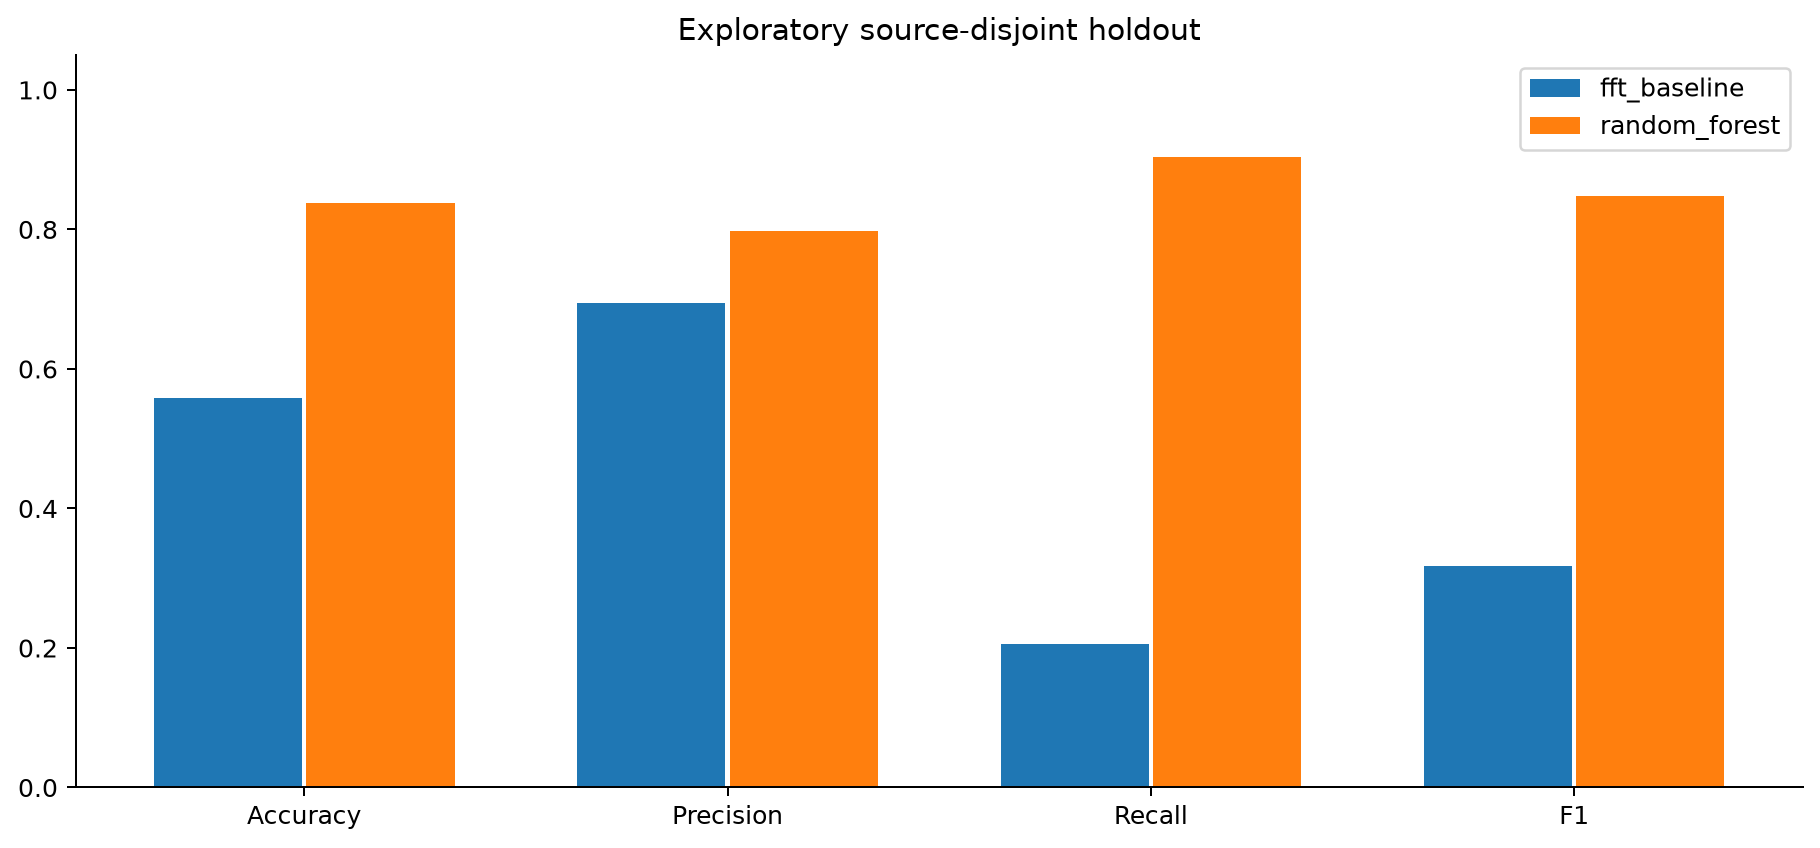 Exploratory source-disjoint holdout
fft_baseline
random_forest
1.0
0.8
0.6
0.4
0.2
0.0
Accuracy
Precision
Recall
F1